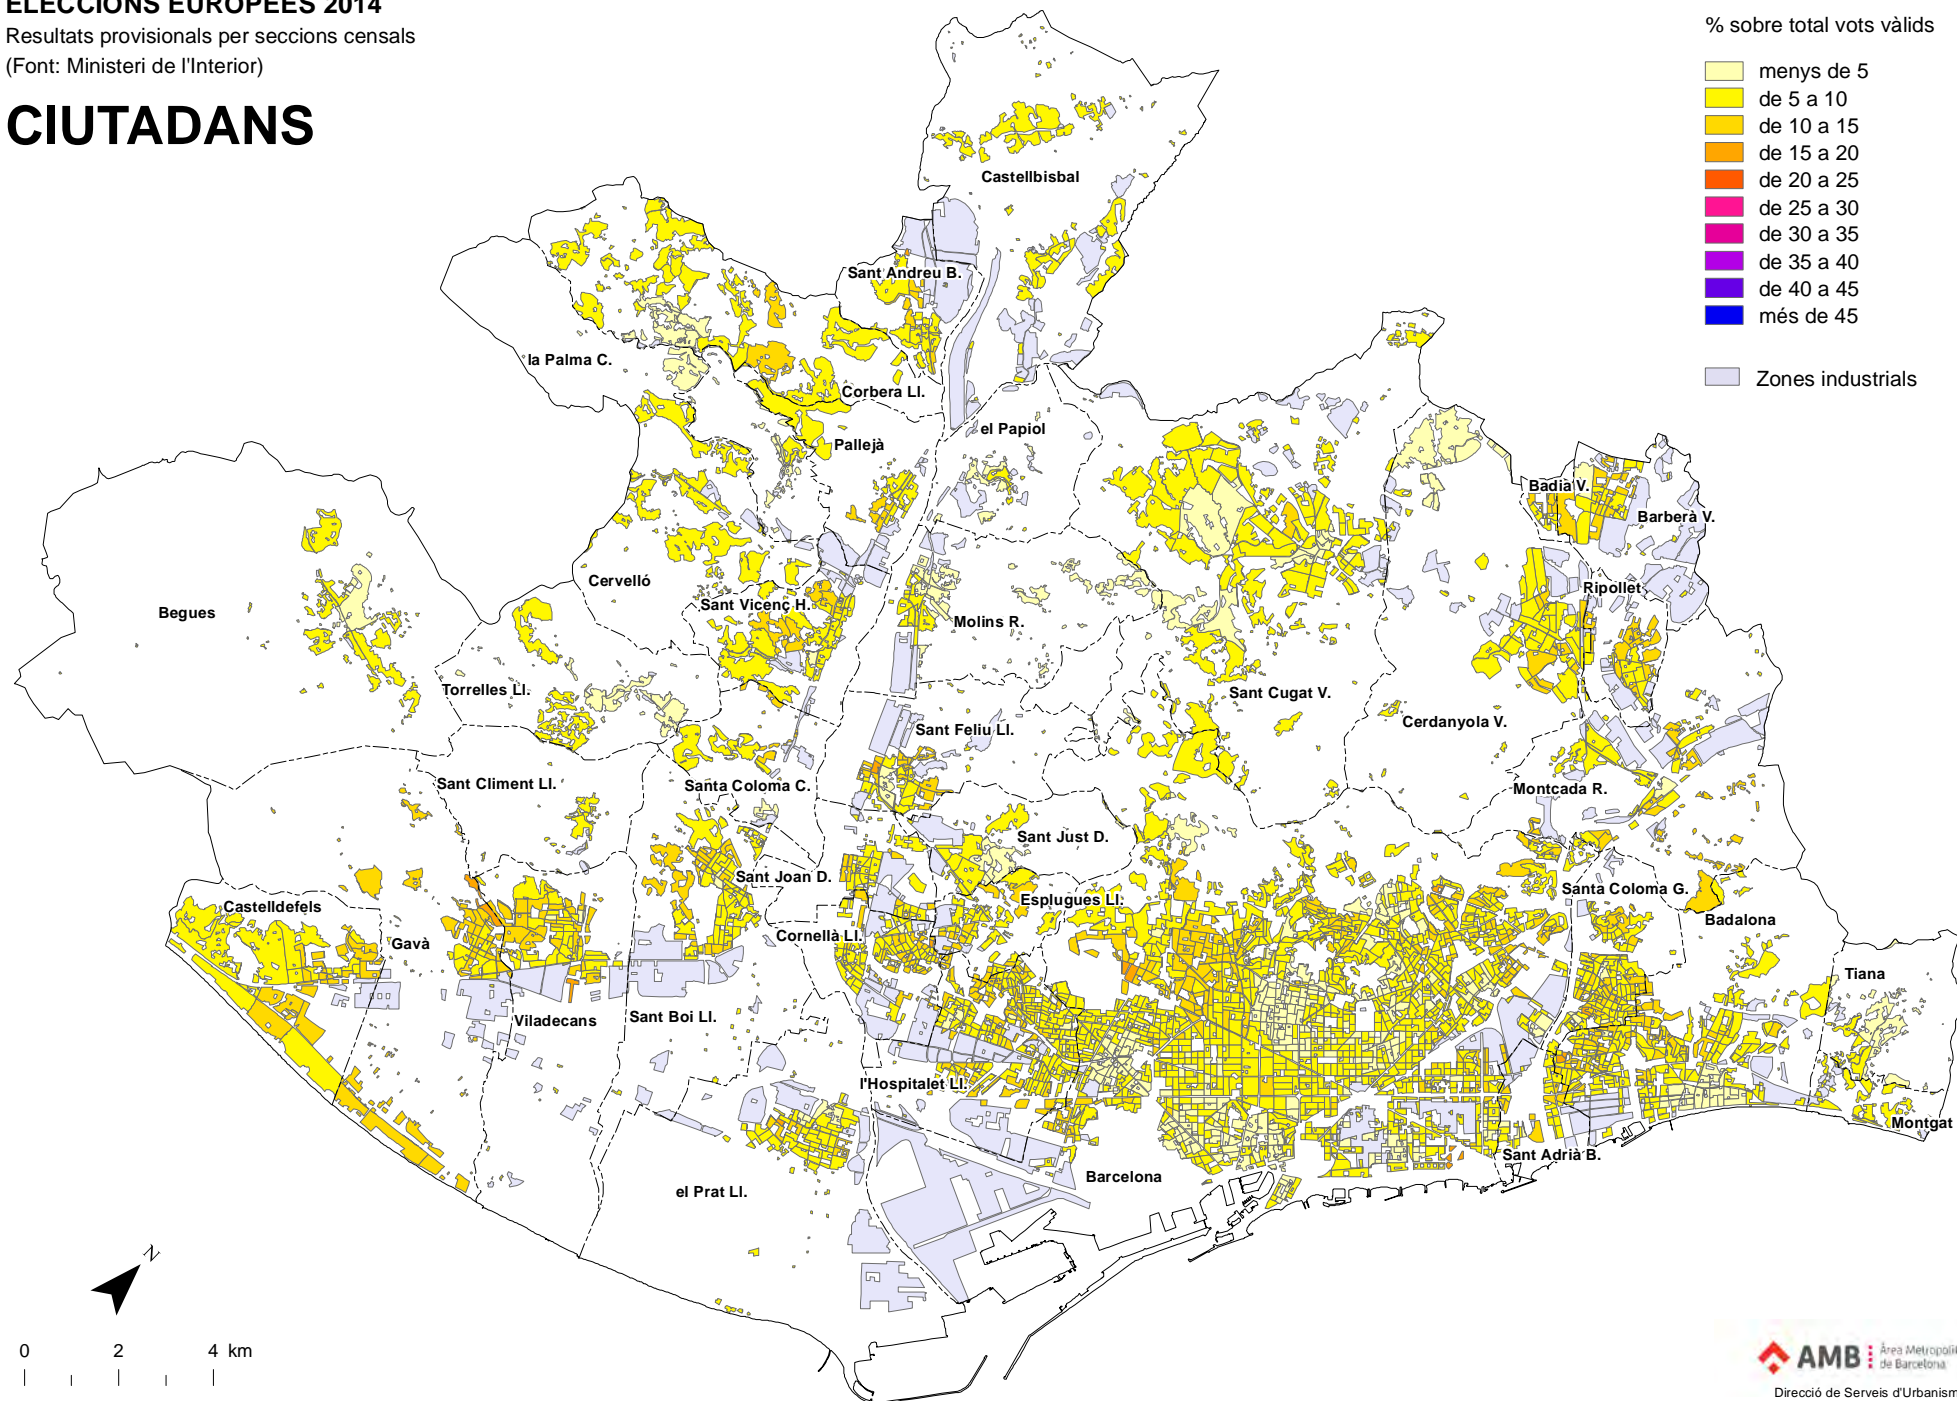 ELECCIONS EUROPEES 2014
Resultats provisionals per seccions censals
(Font: Ministeri de l'Interior)
CIUTADANS
% sobre total vots vàlids
menys de 5
de 5 a 10
de 10 a 15
de 15 a 20
de 20 a 25
de 25 a 30
de 30 a 35
de 35 a 40
de 40 a 45
més de 45
Zones industrials
Castellbisbal
Sant Andreu B.
la Palma C.
Corbera Ll.
el Papiol
Pallejà
Badia V.
Barberà V.
Cervelló
Ripollet
Sant Vicenç H.
Begues
Molins R.
Torrelles Ll.
Sant Cugat V.
Cerdanyola V.
Sant Feliu Ll.
Sant Climent Ll.
Santa Coloma C.
Montcada R.
Sant Just D.
Sant Joan D.
Santa Coloma G.
Esplugues Ll.
Castelldefels
Badalona
Cornellà Ll.
Gavà
Tiana
Viladecans
Sant Boi Ll.
l'Hospitalet Ll.
Montgat
Sant Adrià B.
Barcelona
el Prat Ll.
N
0 2 4 km
AMB
Àrea Metropoli
de Barcelona
Direcció de Serveis d'Urbanism